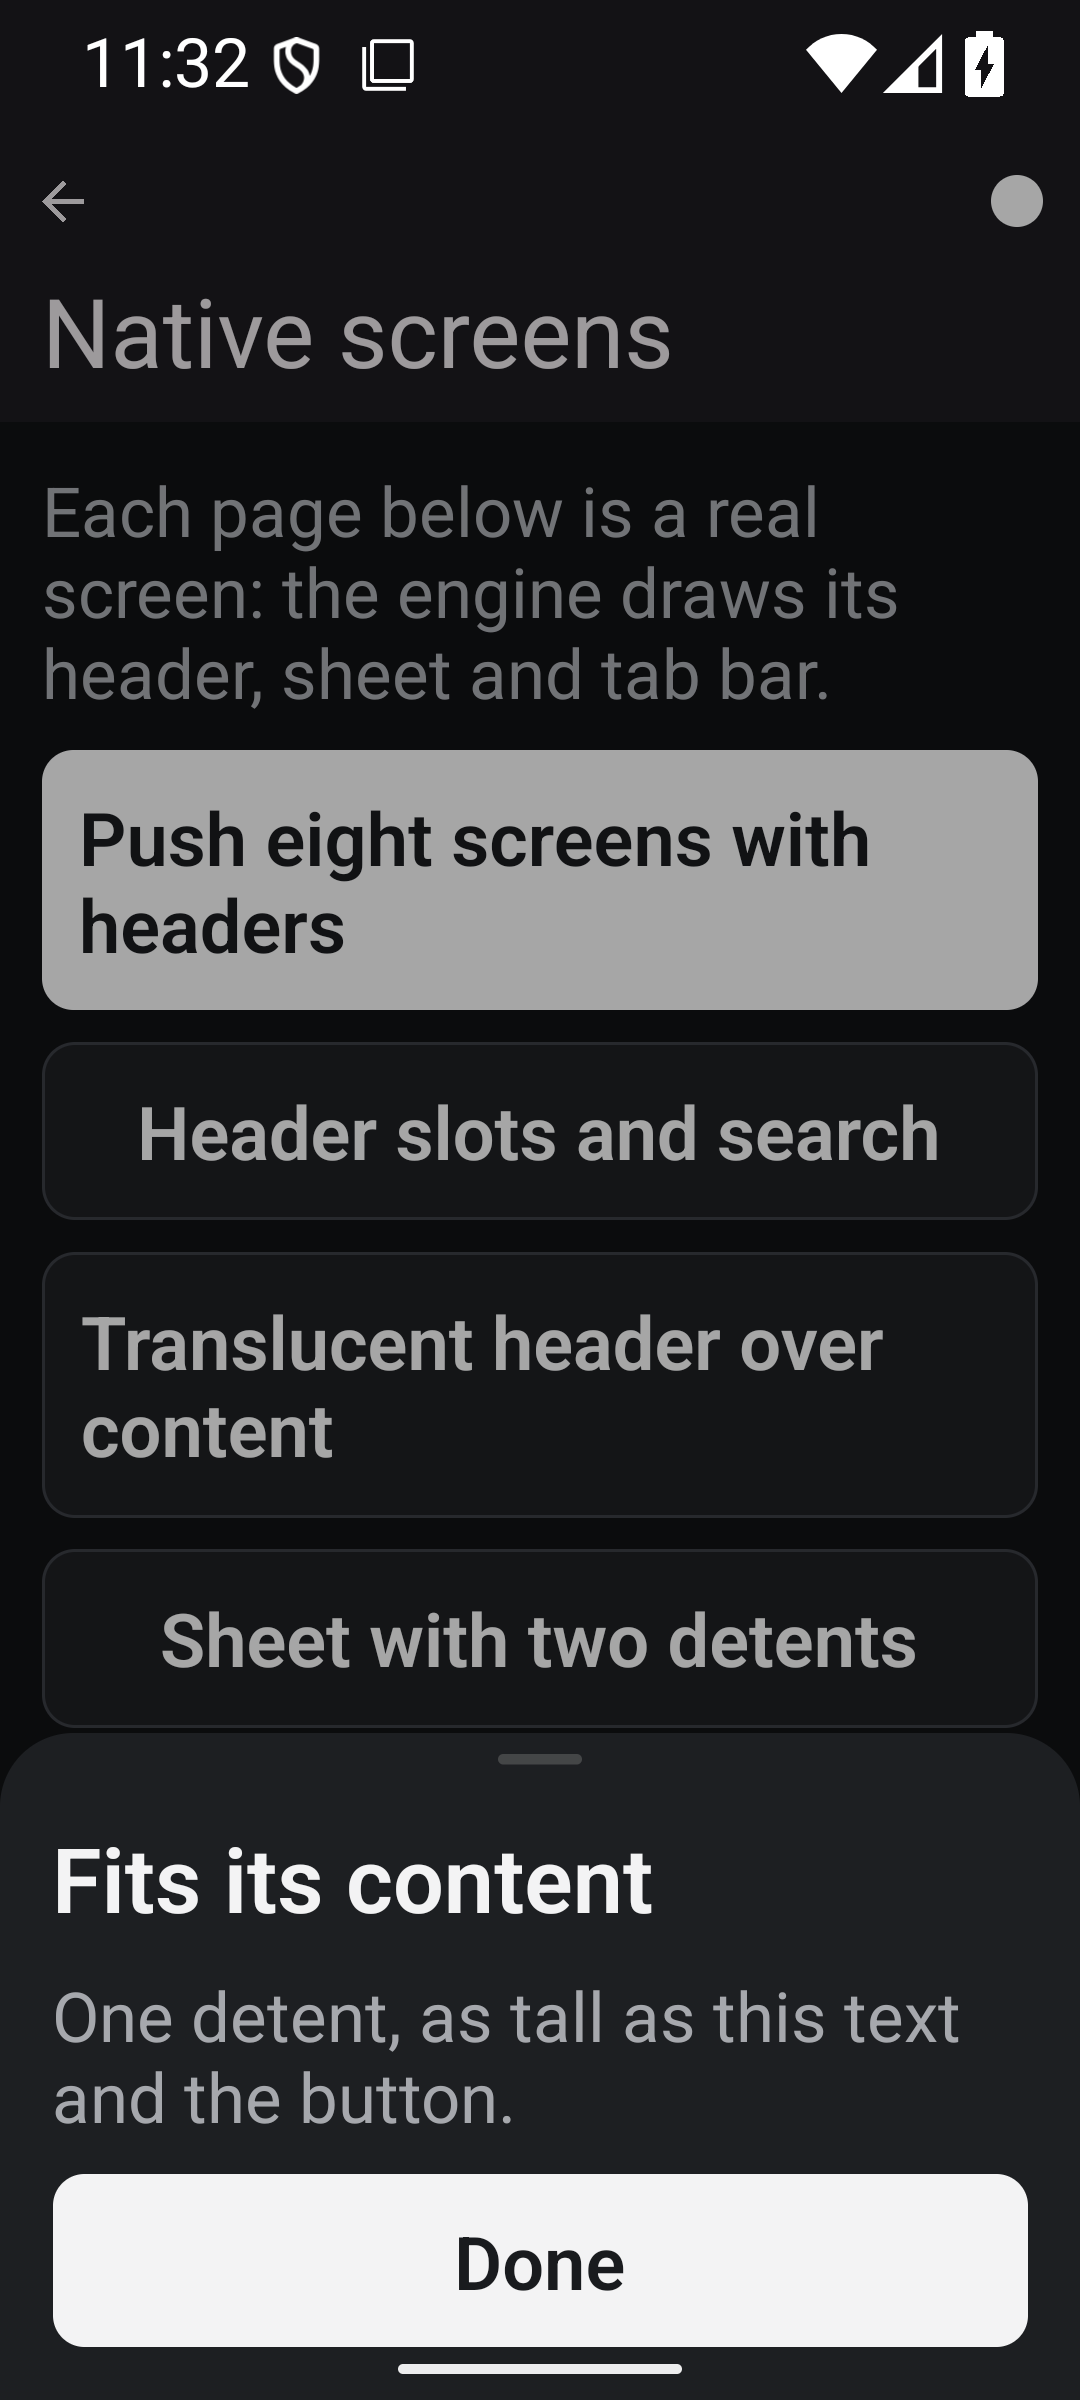 11:32
Native screens
Each page below is a real
screen: the engine draws its
header, sheet and tab bar.
Push eight screens with
headers
Header slots and search
Translucent header over
content
Sheet with two detents
Fits its content
One detent, as tall as this text
and the button.
Done